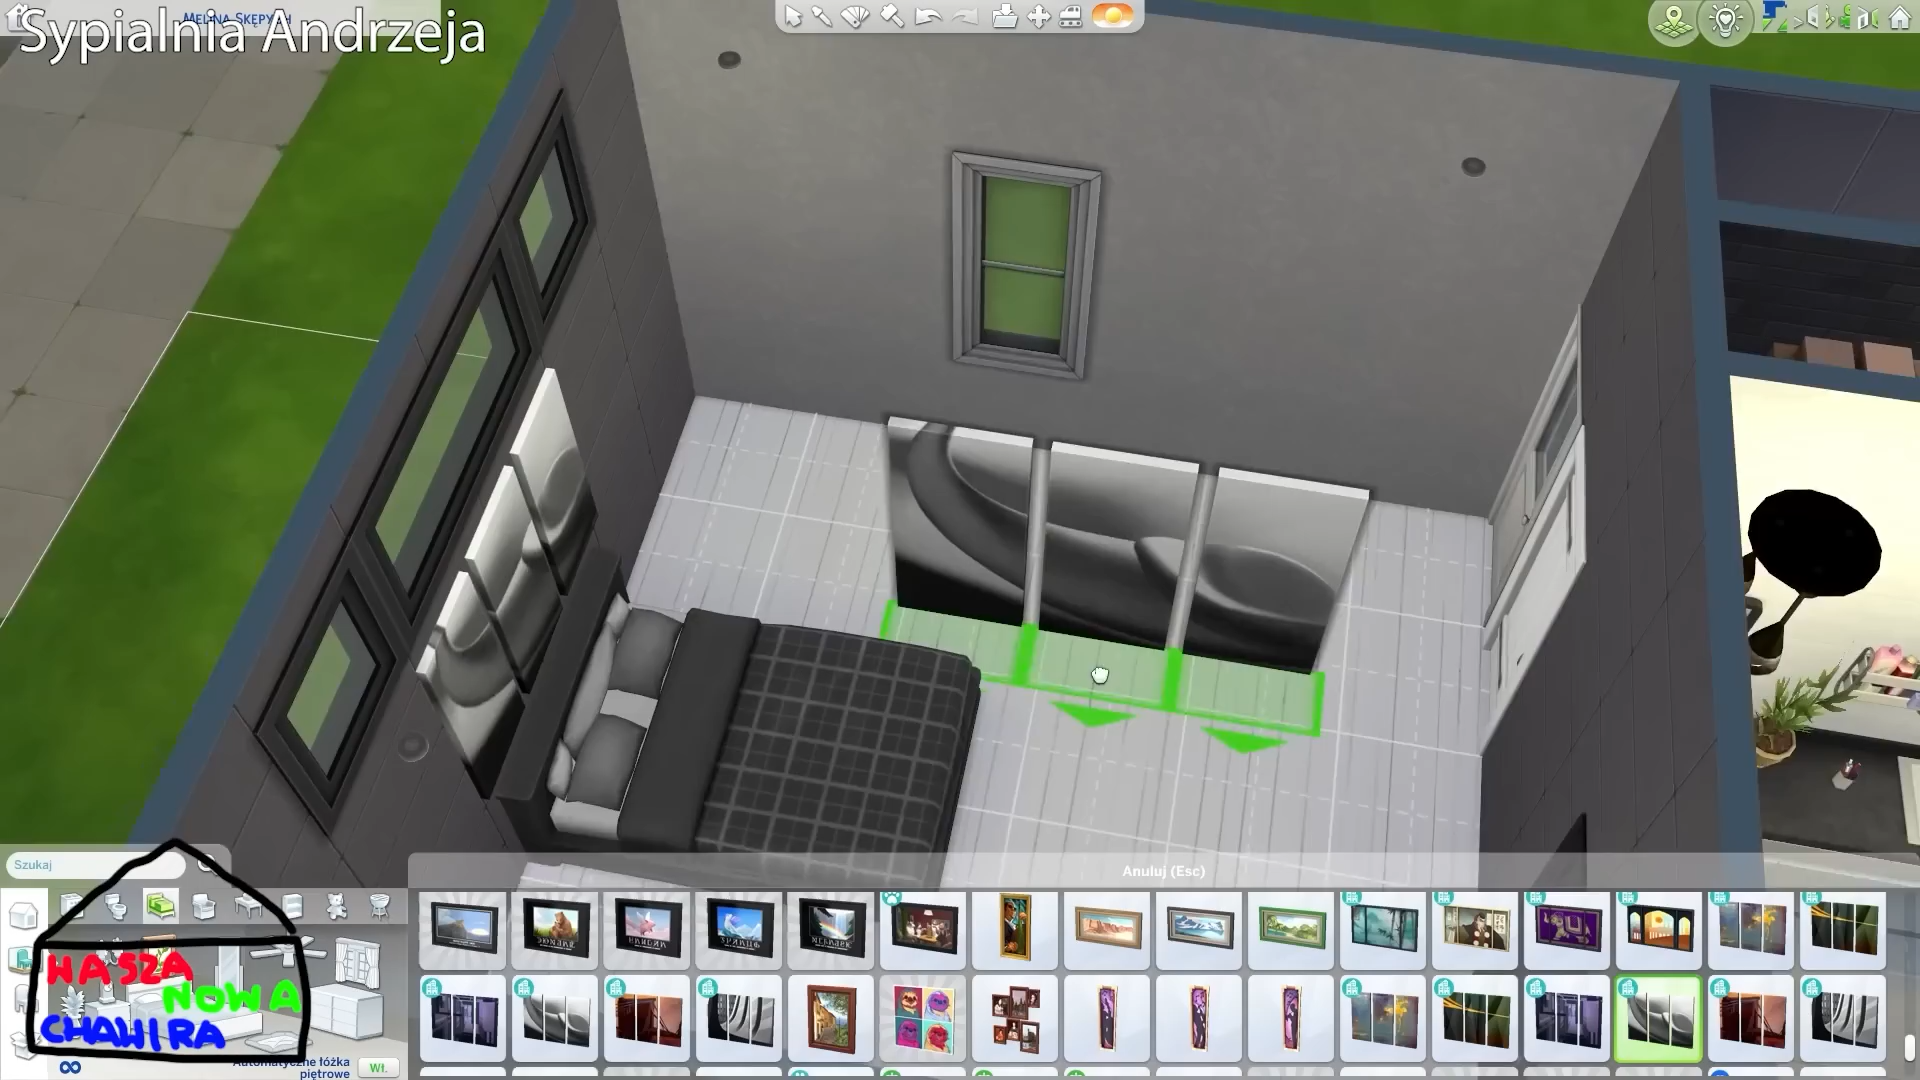 Sypialnia Andrzeja
Szukaj
Anuluj (Esc)
HASZA
NOWA
CHAWIRA
Automatyczne łóżka
piętrowe
Wł.